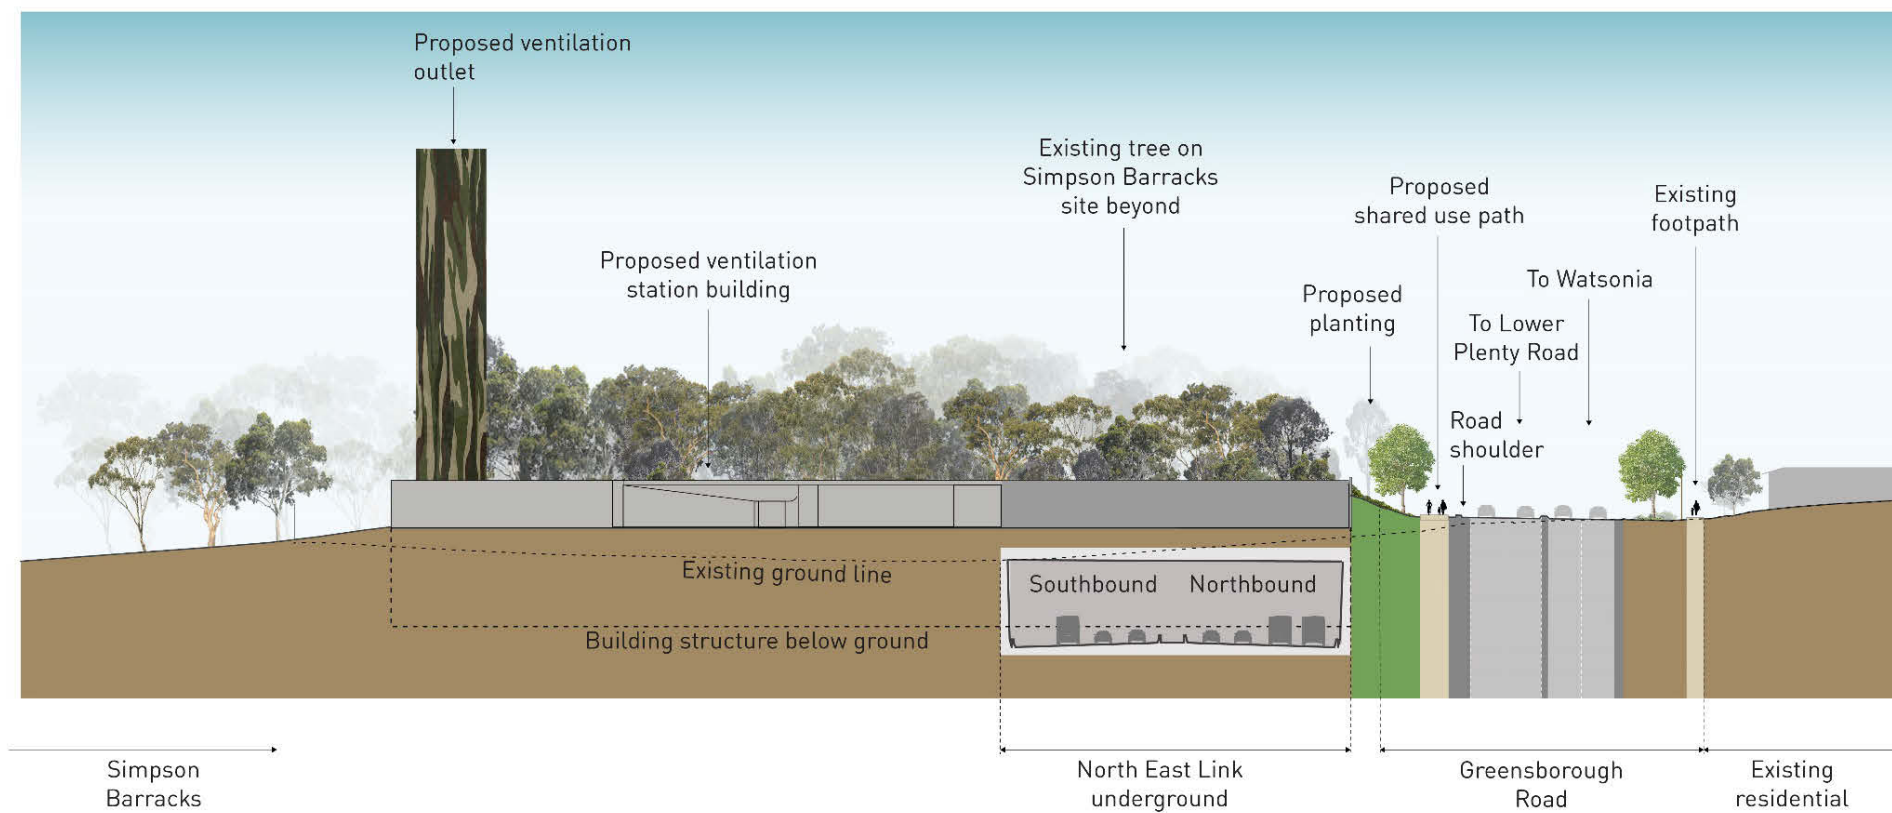 Proposed ventilation
outlet
Existing tree on
Simpson Barracks
site beyond
Proposed
shared use path
Existing
footpath
Proposed ventilation
station building
To Watsonia
Proposed
planting
To Lower
Plenty Road
Road
shoulder
Existing ground line
Southbound
Northbound
Building structure below ground
Simpson
Barracks
North East Link
underground
Greensborough
Road
Existing
residential